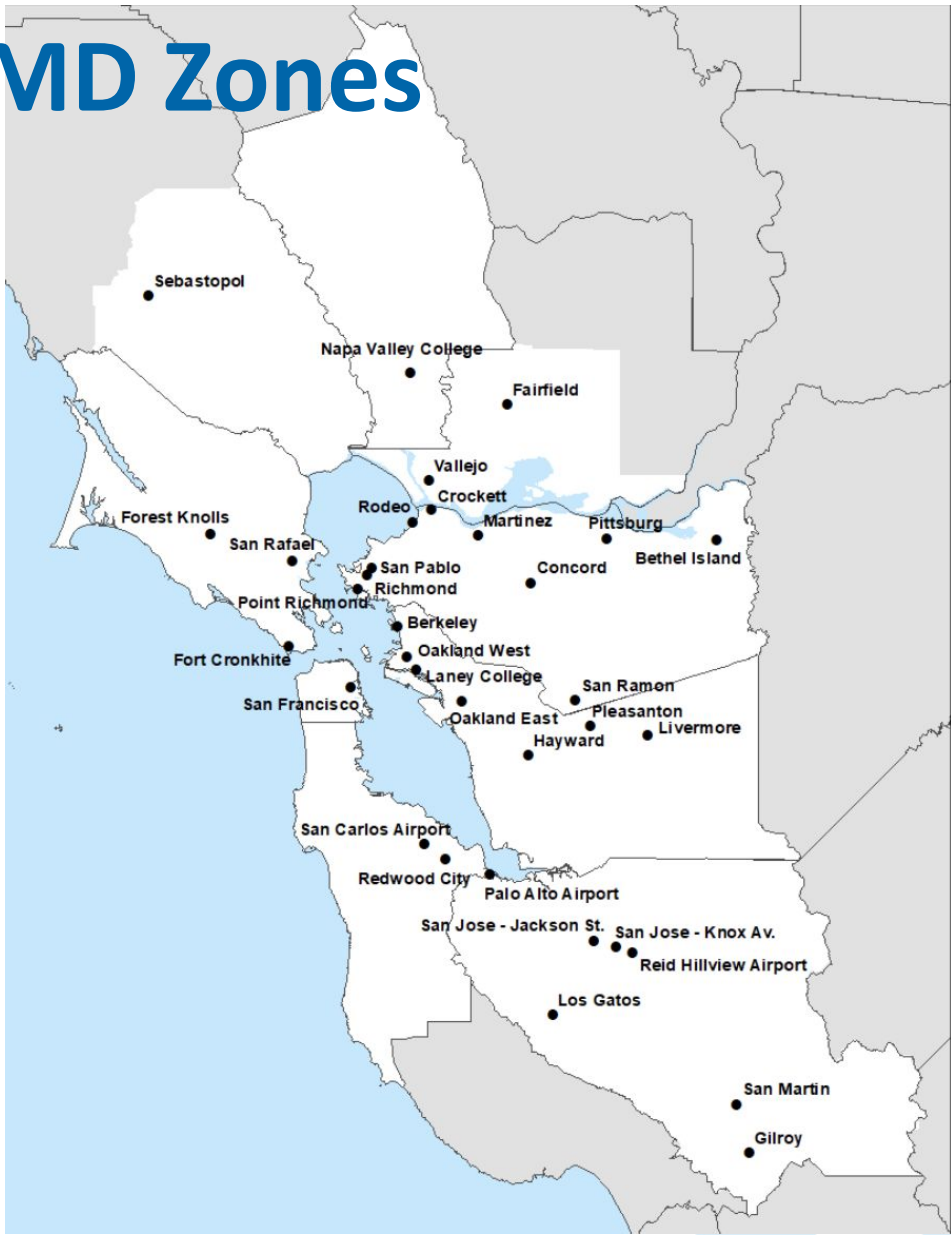 MD Zones
Sebastopol
Napa Valley College
Fairfield
Vallejo
Crockett
Rodeo
Martinez
Pittsburg
Bethel Island
Forest Knolls
San Rafael
San Pablo
Concord
Richmond
Point Richmond
Berkeley
Oakland West
Fort Cronkhite
Laney College
San Ramon
San Francisco
Oakland East
Pleasanton
Livermore
Hayward
San Carlos Airport
Redwood City
Palo Alto Airport
San Jose - Jackson St.
San Jose - Knox Av.
Reid Hillview Airport
Los Gatos
San Martin
Gilroy